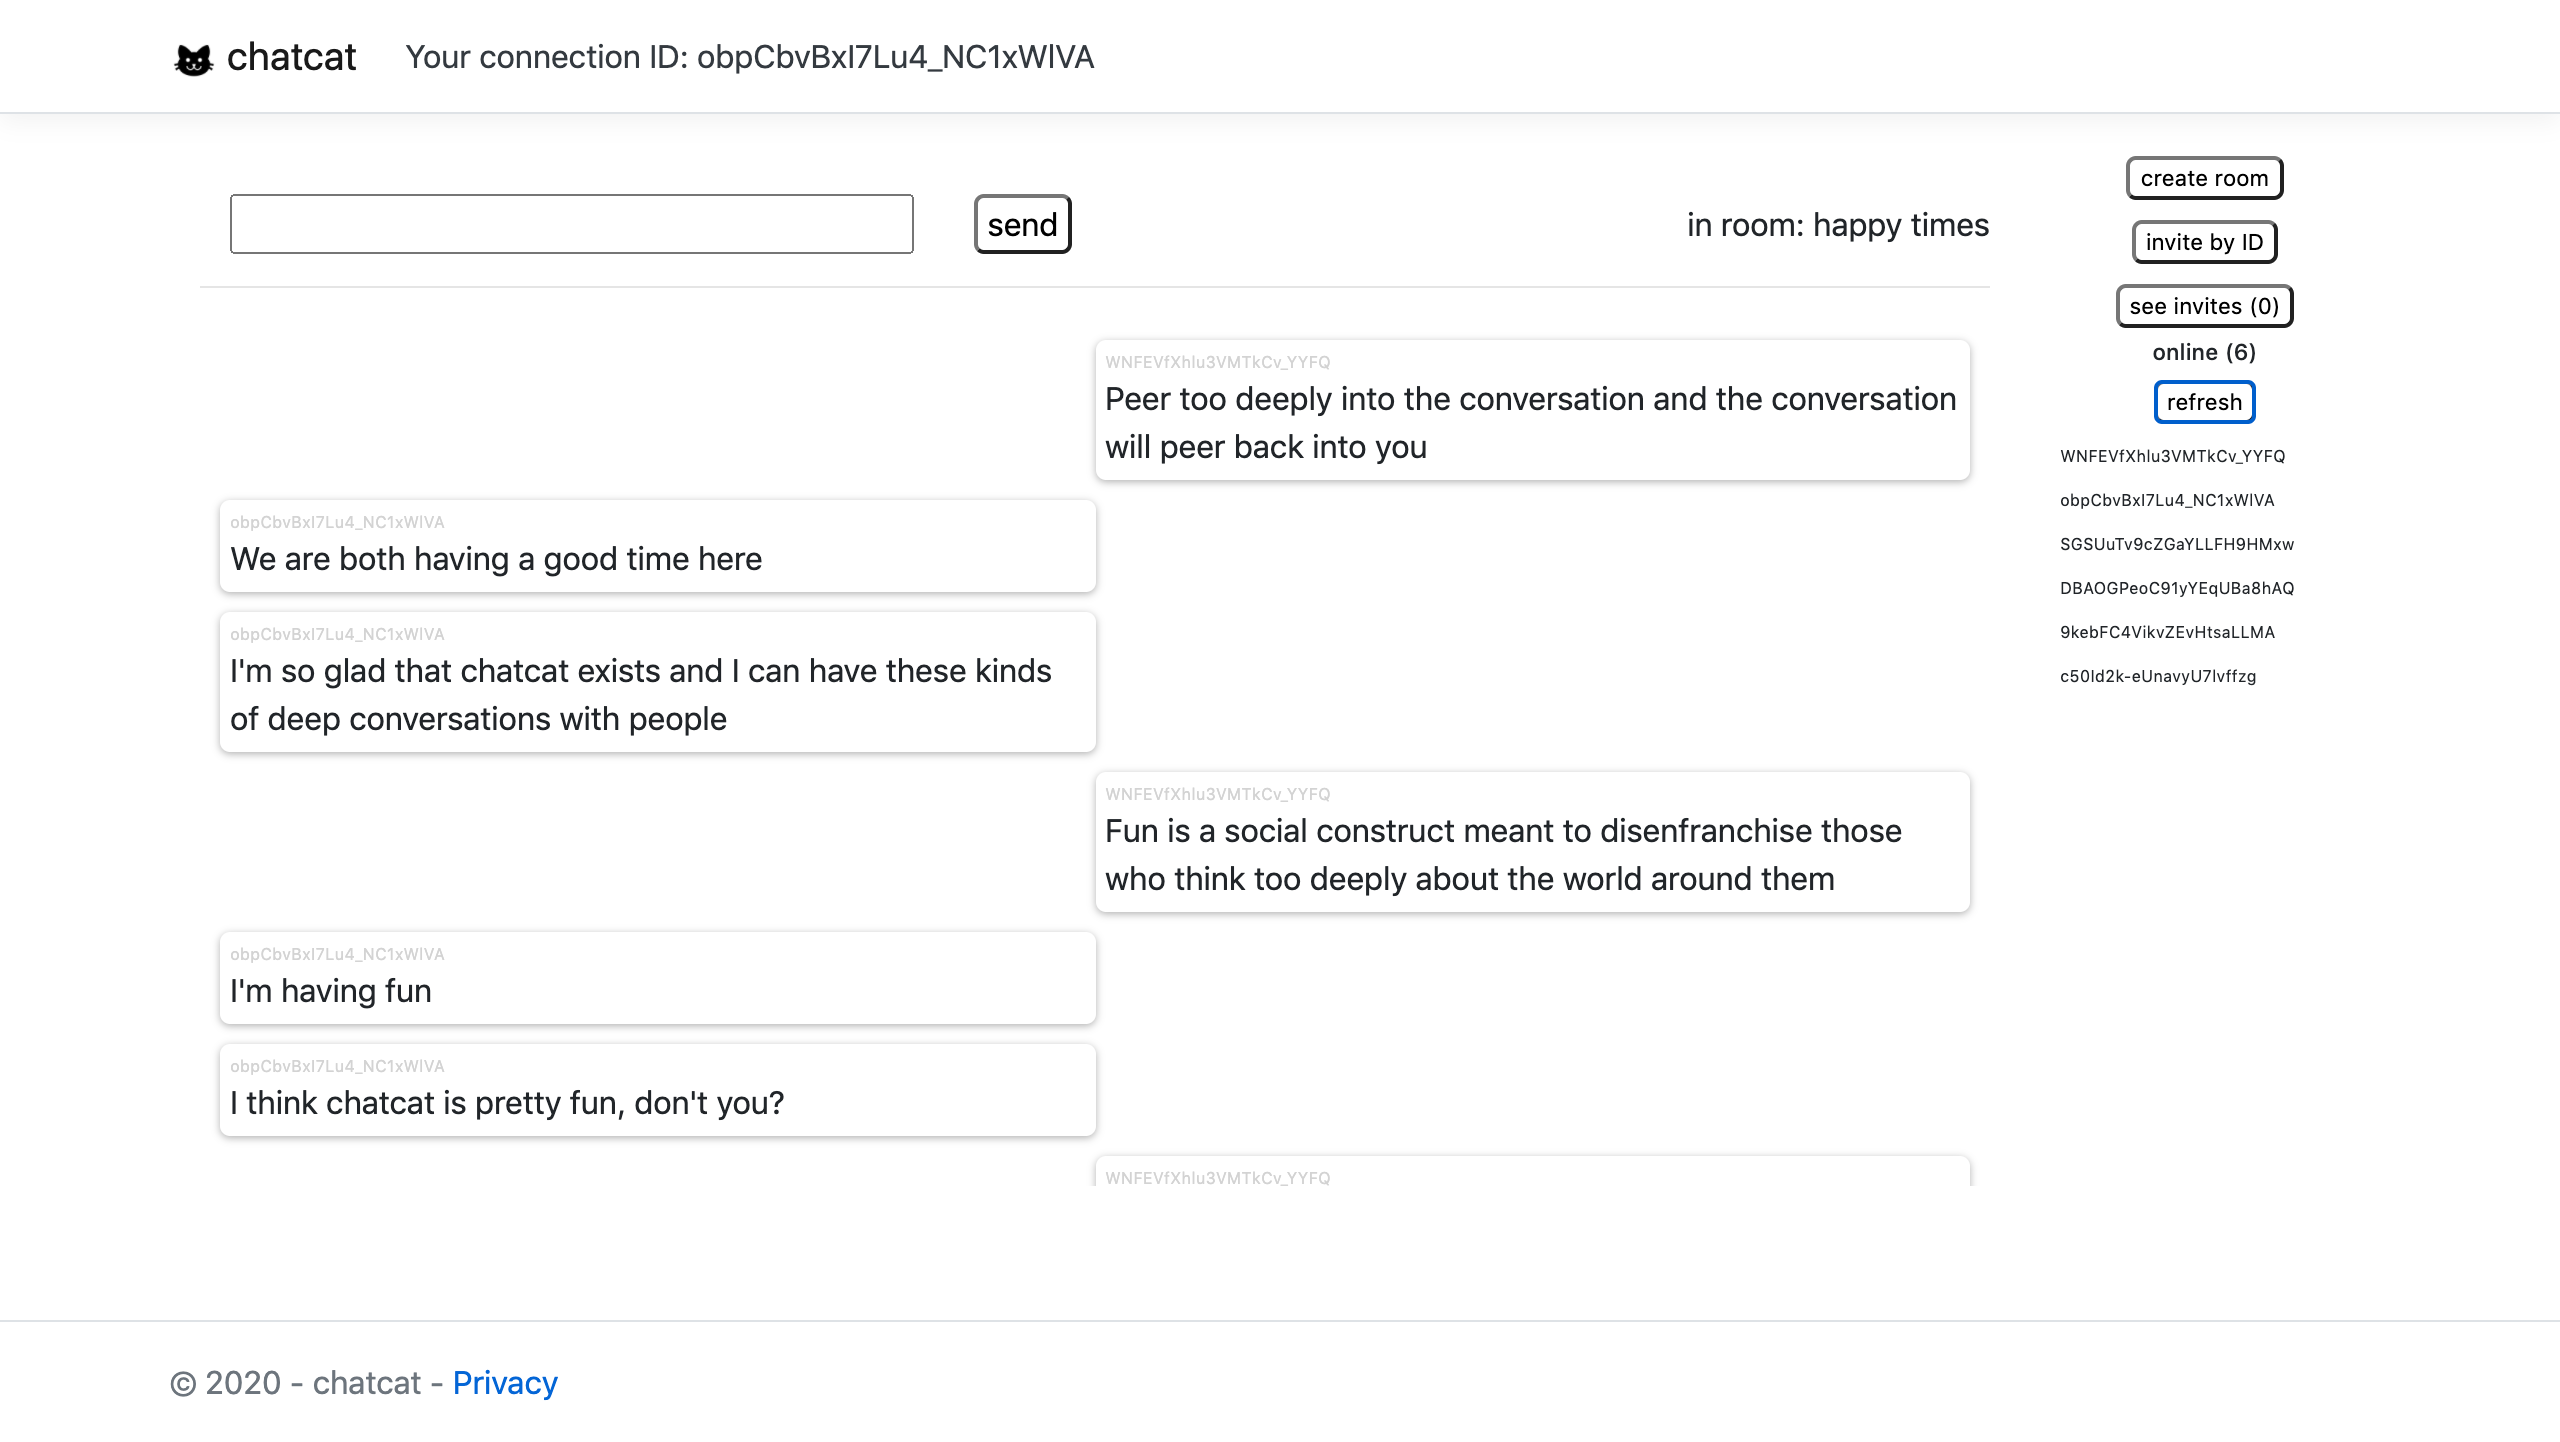 chatcat
Your connection ID: obpCbvBxI7Lu4_NC1xWlVA
send
in room: happy times
WNFEVfXhlu3VMTkCv_YYFQ
Peer too deeply into the conversation and the conversation
will peer back into you
obpCbvBxI7Lu4_NC1xWlVA
We are both having a good time here
obpCbvBxI7Lu4_NC1xWlVA
I'm so glad that chatcat exists and I can have these kinds
of deep conversations with people
WNFEVfXhlu3VMTkCv_YYFQ
Fun is a social construct meant to disenfranchise those
who think too deeply about the world around them
obpCbvBxI7Lu4_NC1xWlVA
I'm having fun
obpCbvBxI7Lu4_NC1xWlVA
I think chatcat is pretty fun, don't you?
WNFEVfXhlu3VMTkCv_YYFQ
create room
invite by ID
see invites (0)
online (6)
refresh
WNFEVfXhlu3VMTkCv_YYFQ
obpCbvBxI7Lu4_NC1xWlVA
SGSUuTv9cZGaYLLFH9HMxw
DBAOGPeoC91yYEqUBa8hAQ
9kebFC4VikvZEvHtsaLLMA
c50ld2k-eUnavyU7lvffzg
© 2020 - chatcat - Privacy